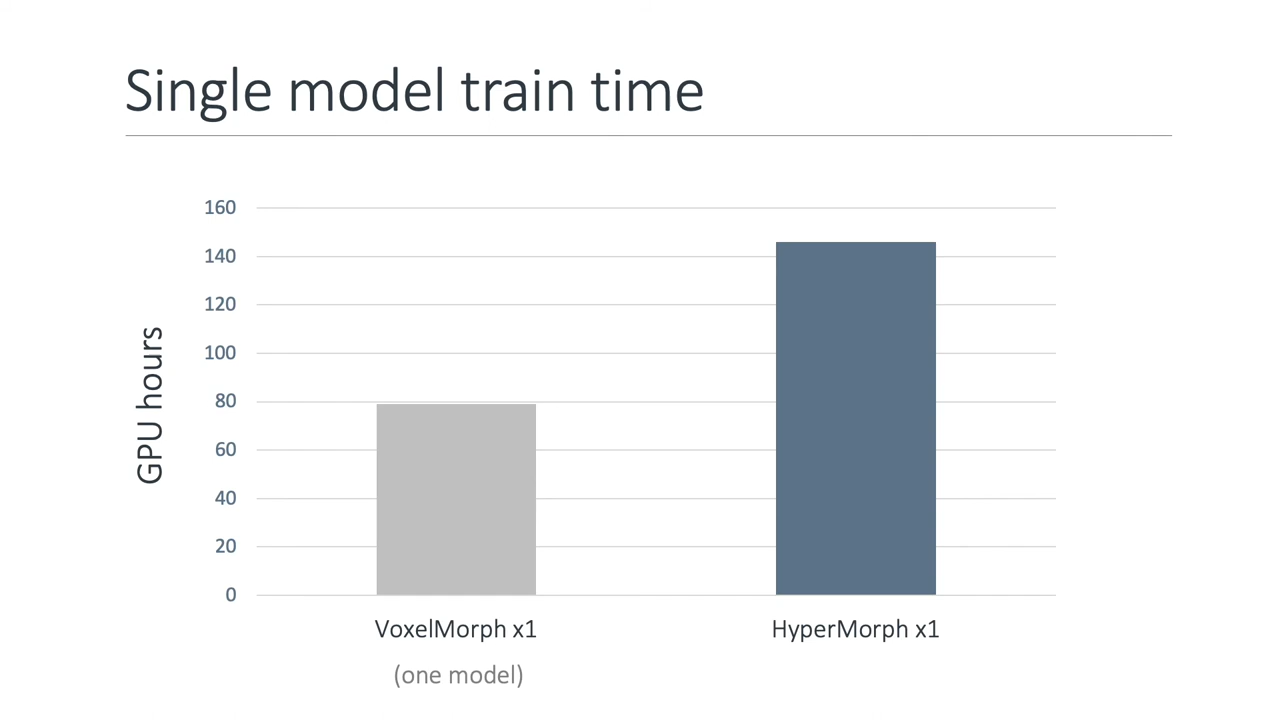 Single model train time
160
140
120
100
80
60
40
20
0
GPU hours
VoxelMorph x1
HyperMorph x1
(one model)